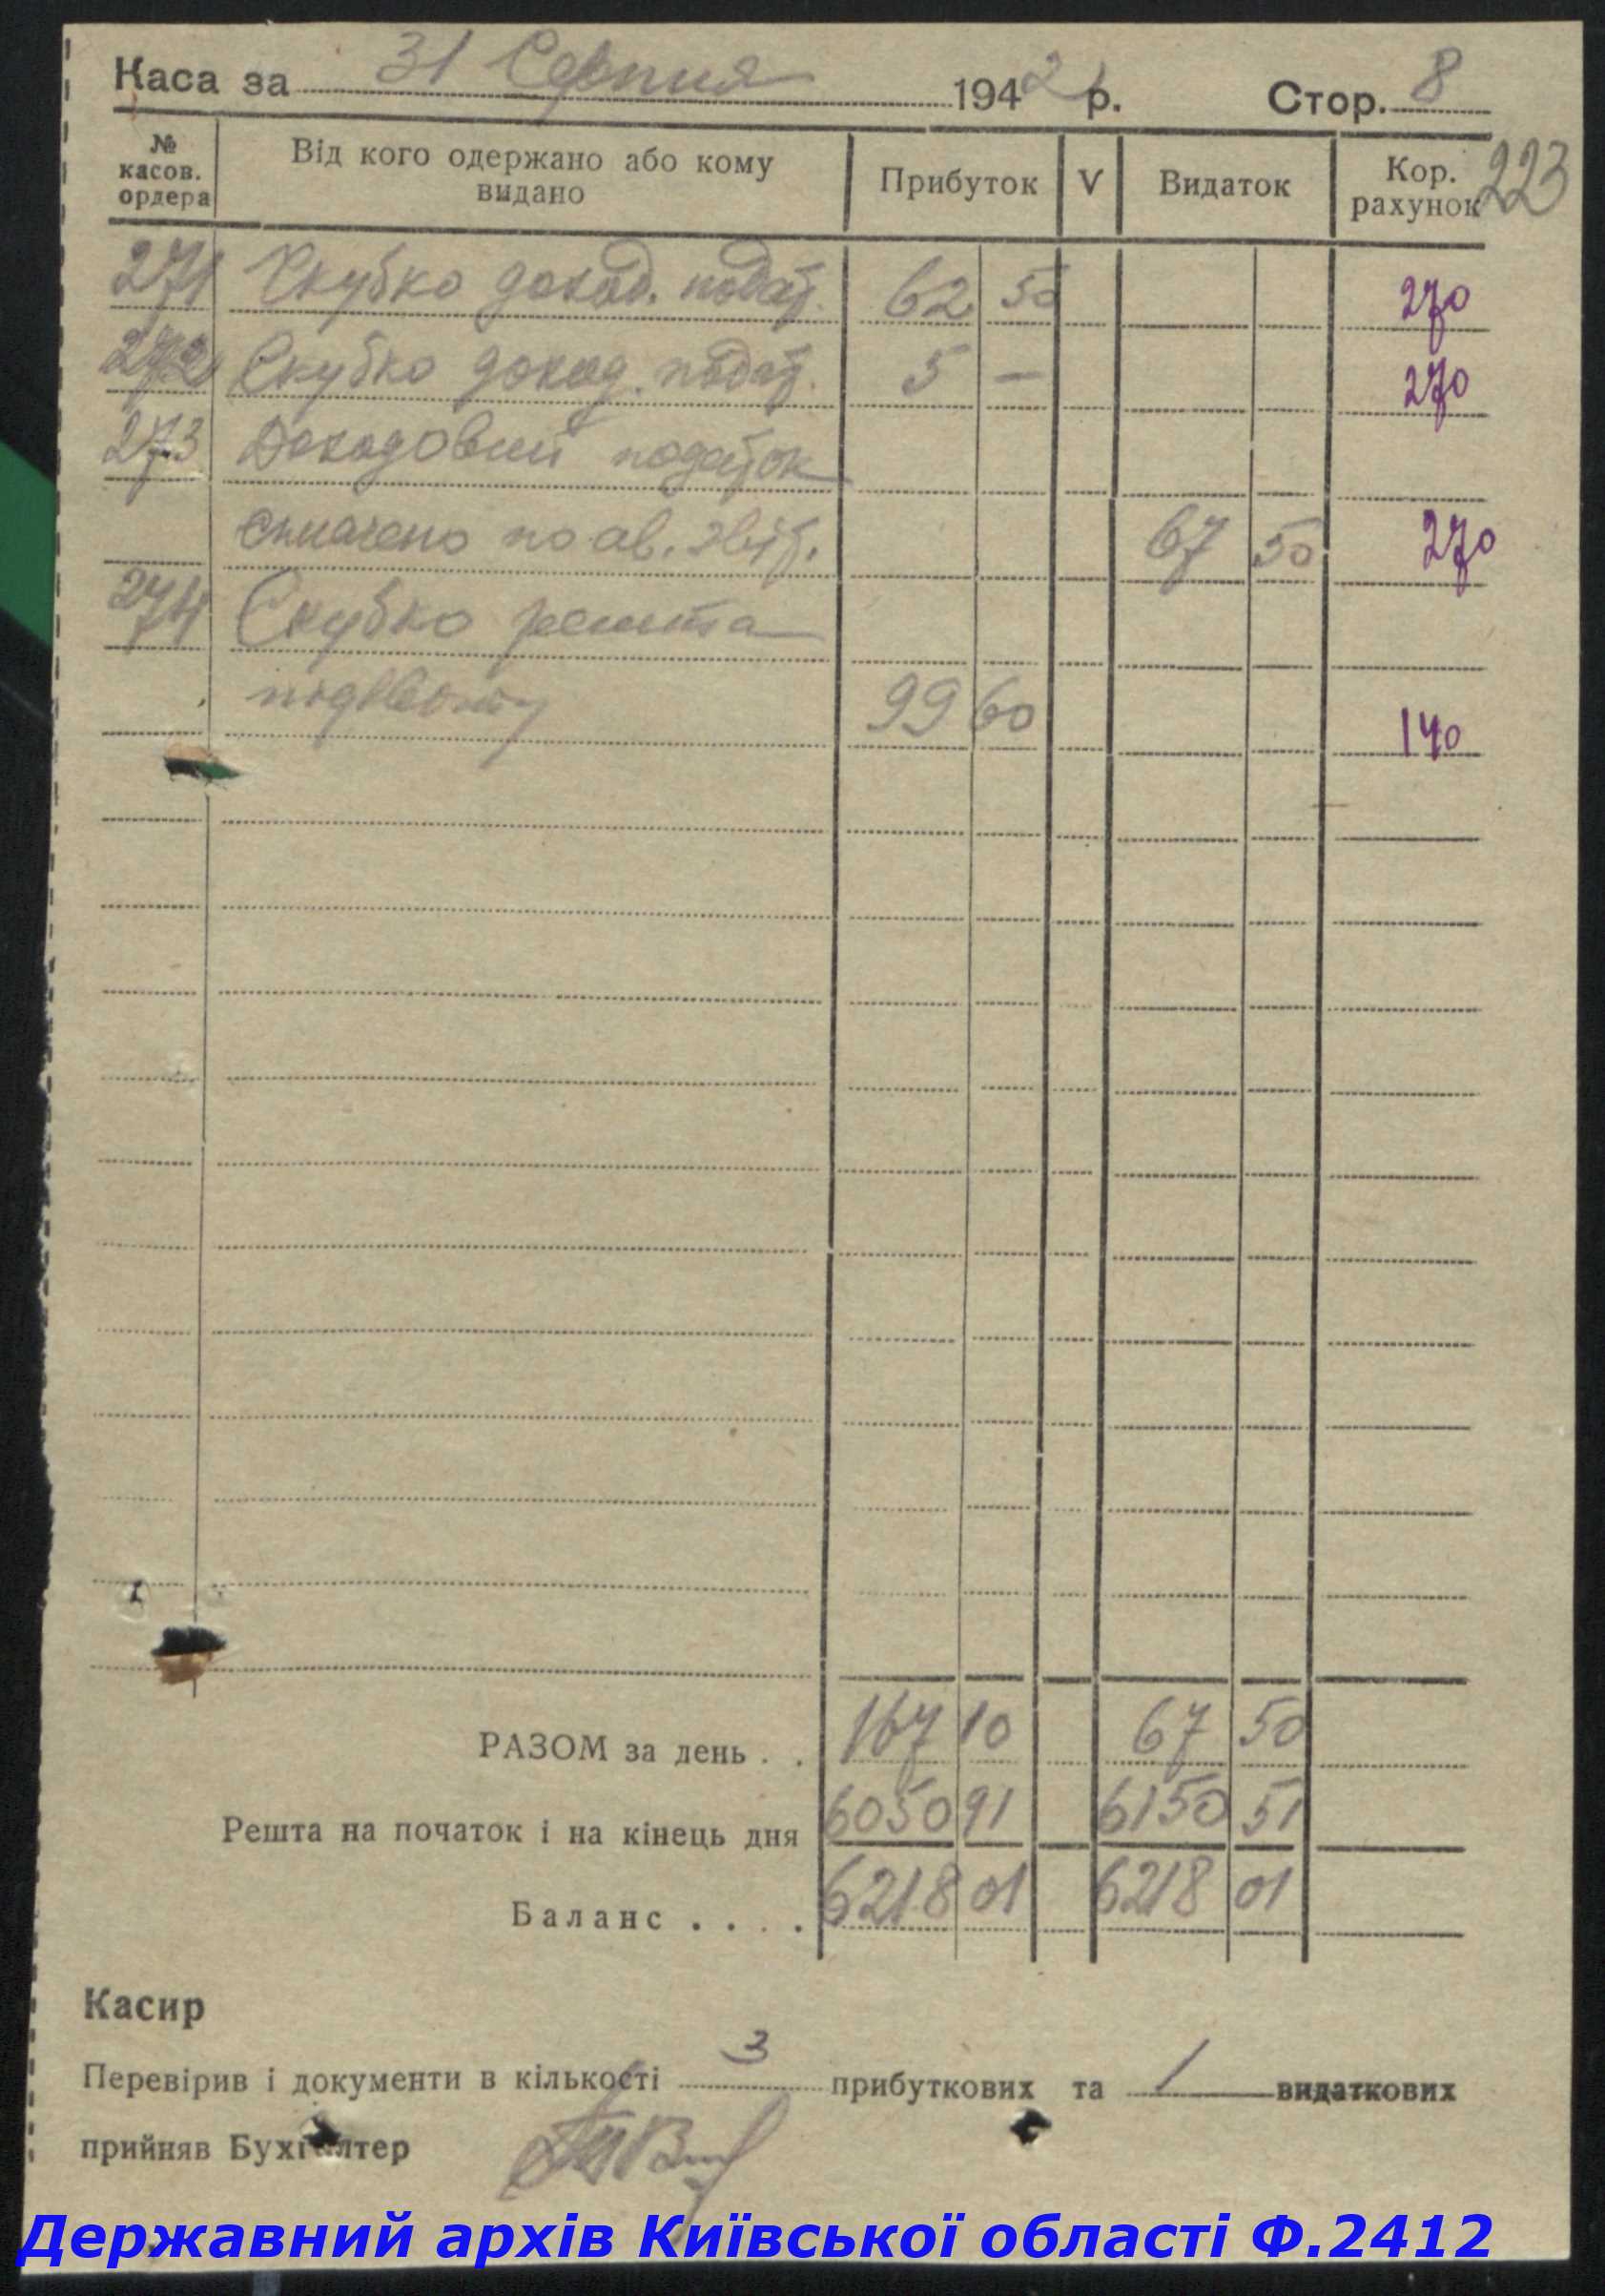 Каса за 31 Серпня 1942 р. Стор. 8
223
№ касов. ордера Від кого одержано або кому выдано Прибуток V Видаток Кор. рахунок
271 Скубко доход.подат. 62 50 270
272 Скубко доход. подат. 5 — 270
273 Доходовий податок
сплачено по ав. звіт. 67 50 270
274 Скубко решта
підзвіту 99 60 140
РАЗОМ за день . . 167 10 67 50
Решта на початок і на кінець дня 6050 91 6150 51
Баланс . . . . 6218 01 6218 01
Касир
Перевірив і документи в кількості 3 прибуткових та 1 видаткових
прийняв Бухгалтер
Державний архів Київської області Ф.2412